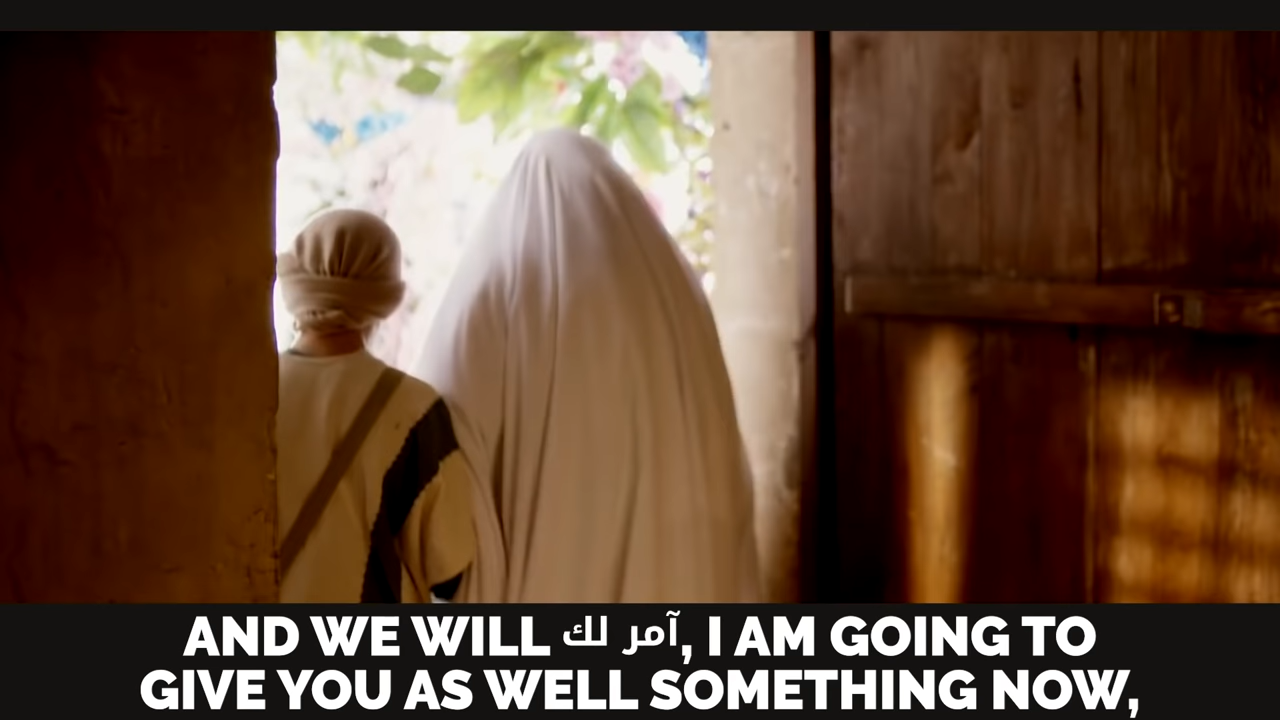 AND WE WILL آمر لك, I AM GOING TO
GIVE YOU AS WELL SOMETHING NOW,